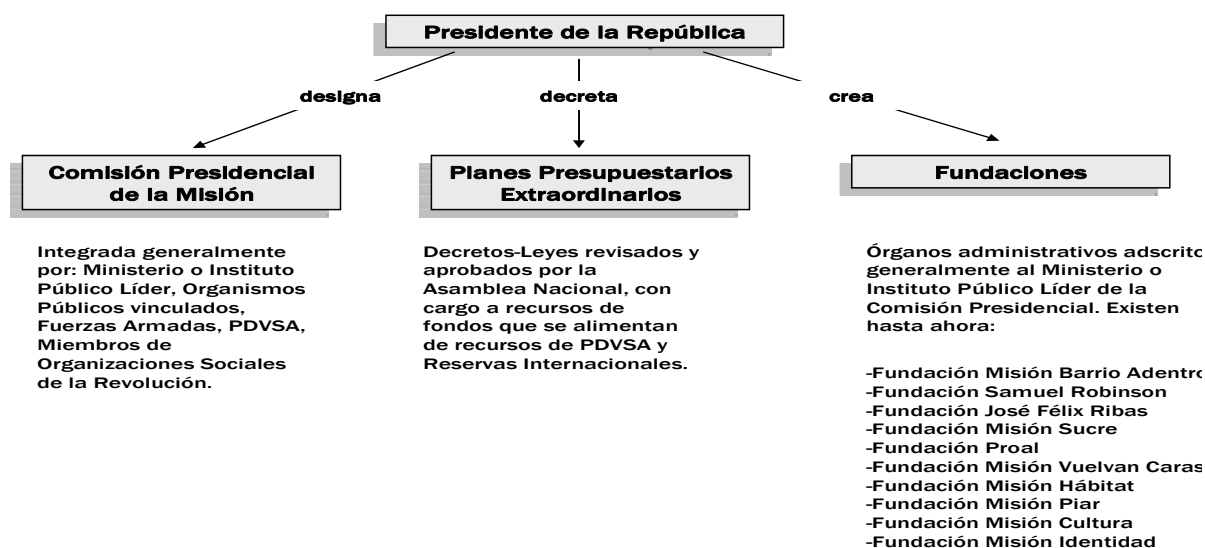 Presidente de la República
designa
decreta
crea
Comisión Presidencial
de la Misión
Planes Presupuestarios
Extraordinarios
Fundaciones
Integrada generalmente
por: Ministerio o Instituto
Público Líder, Organismos
Públicos vinculados,
Fuerzas Armadas, PDVSA,
Miembros de
Organizaciones Sociales
de la Revolución.
Decretos-Leyes revisados y
aprobados por la
Asamblea Nacional, con
cargo a recursos de
fondos que se alimentan
de recursos de PDVSA y
Reservas Internacionales.
Órganos administrativos adscrito
generalmente al Ministerio o
Instituto Público Líder de la
Comisión Presidencial. Existen
hasta ahora:
-Fundación Misión Barrio Adentro
-Fundación Samuel Robinson
-Fundación José Félix Ribas
-Fundación Misión Sucre
-Fundación Proal
-Fundación Misión Vuelvan Caras
-Fundación Misión Hábitat
-Fundación Misión Piar
-Fundación Misión Cultura
-Fundación Misión Identidad